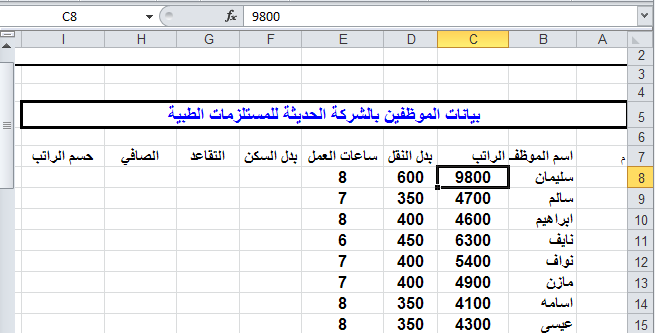 C8 fx 9800
I H G F E D C B A
2
3
4
بيانات الموظفين بالشركة الحديثة للمستلزمات الطبية 5
6
7 م اسم الموظف الراتب بدل النقل ساعات العمل بدل السكن التقاعد الصافي حسم الراتب
8 سليمان 9800 600 8
9 سالم 4700 350 7
10 ابراهيم 4600 400 8
11 نايف 6300 450 6
12 نواف 5400 400 7
13 مازن 4900 400 7
14 اسامه 4100 350 8
15 عيسى 4300 350 8